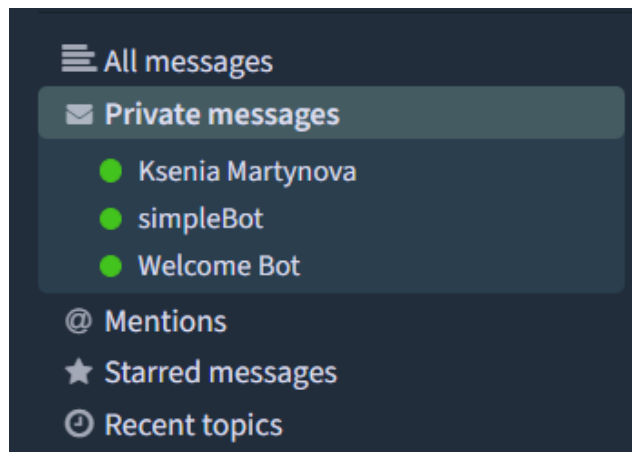 All messages
Private messages
Ksenia Martynova
simpleBot
Welcome Bot
@ Mentions
Starred messages
Recent topics